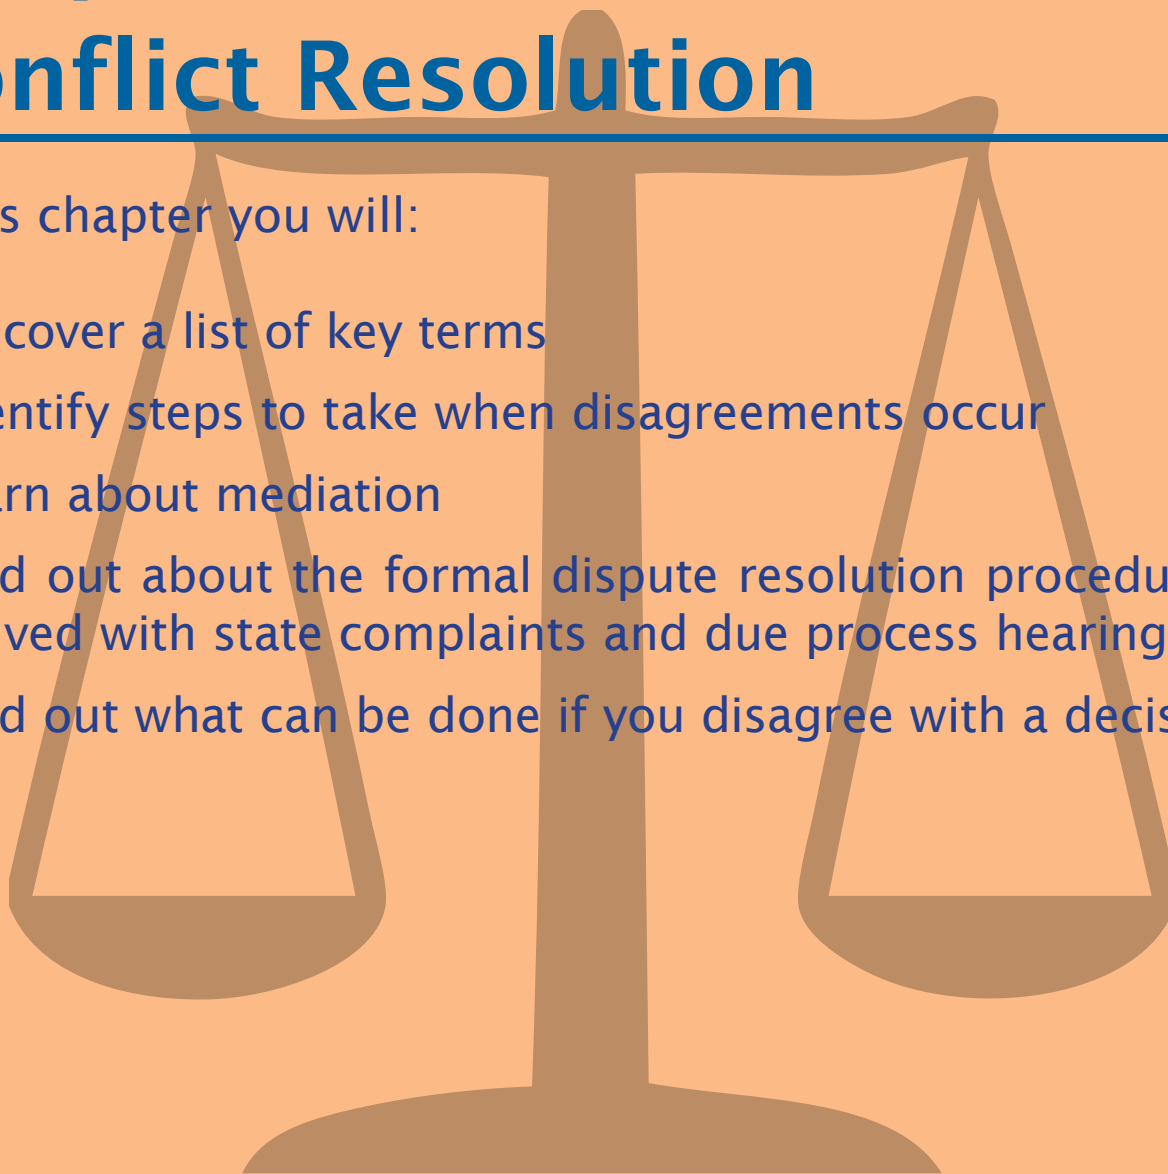 onflict Resolution
s chapter you will:
cover a list of key terms
entify steps to take when disagreements occur
arn about mediation
d out about the formal dispute resolution procedu
ved with state complaints and due process hearing
d out what can be done if you disagree with a decis